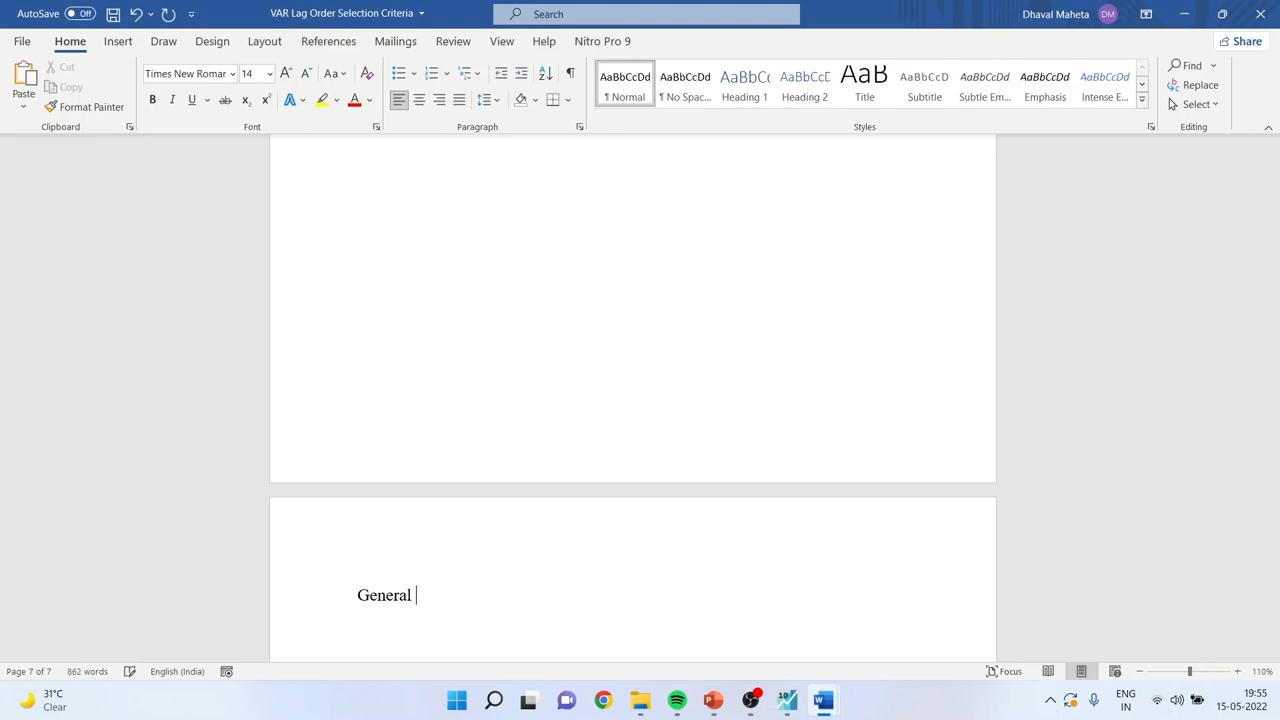 AutoSave Off VAR Lag Order Selection Criteria Search Dhaval Maheta DM
File Home Insert Draw Design Layout References Mailings Review View Help Nitro Pro 9 Share
Paste Cut Copy Format Painter Clipboard
Times New Romar 14 Aa Font
Paragraph
AaBbCcDd ¶ Normal
AaBbCcDd ¶ No Spac...
AaBbCc Heading 1
AaBbCcD Heading 2
AaB Title
AaBbCcD Subtitle
AaBbCcDd Subtle Em...
AaBbCcDd Emphasis
AaBbCcDd Intense E...
Styles
Find Replace Select Editing
General
Page 7 of 7 862 words English (India) Focus 110%
31°C Clear
ENG IN
19:55
15-05-2022